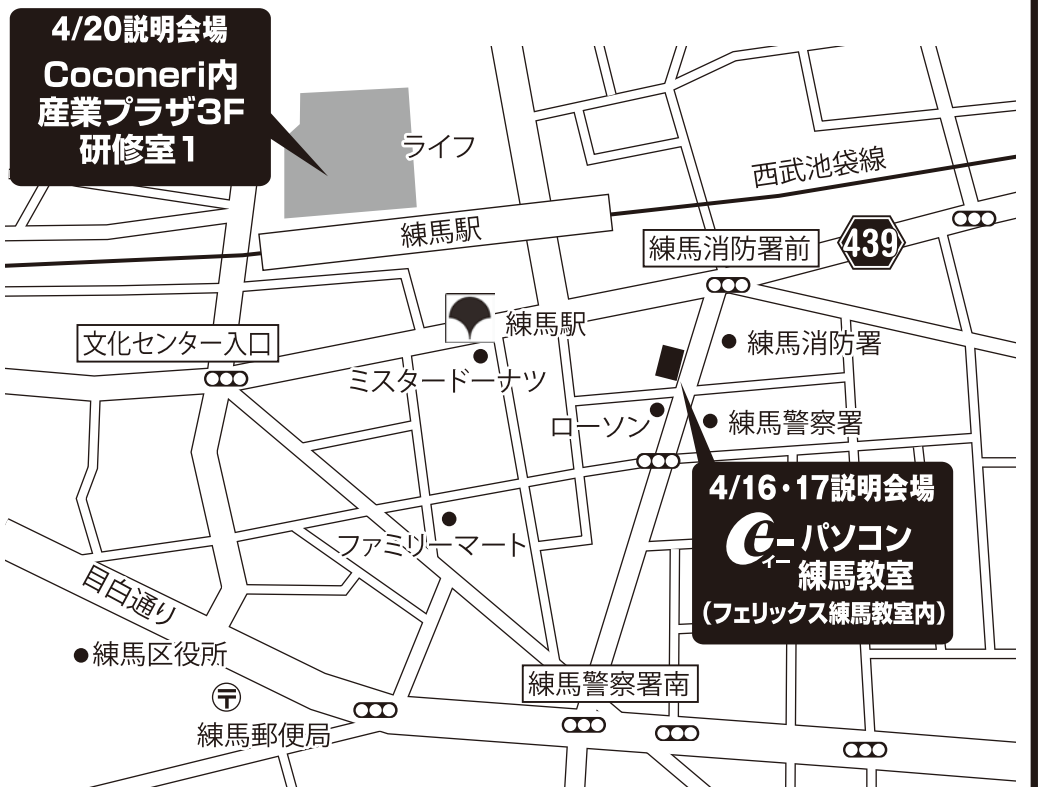 4/20説明会場
Coconeri内
産業プラザ3F
研修室1
ライフ
西武池袋線
練馬駅
練馬消防署前
439
練馬駅
文化センター入口
練馬消防署
ミスタードーナツ
ローソン
練馬警察署
4/16・17説明会場
e-パソコン
イー
練馬教室
(フェリックス練馬教室内)
ファミリーマート
目白通り
練馬区役所
練馬警察署南
〒
練馬郵便局